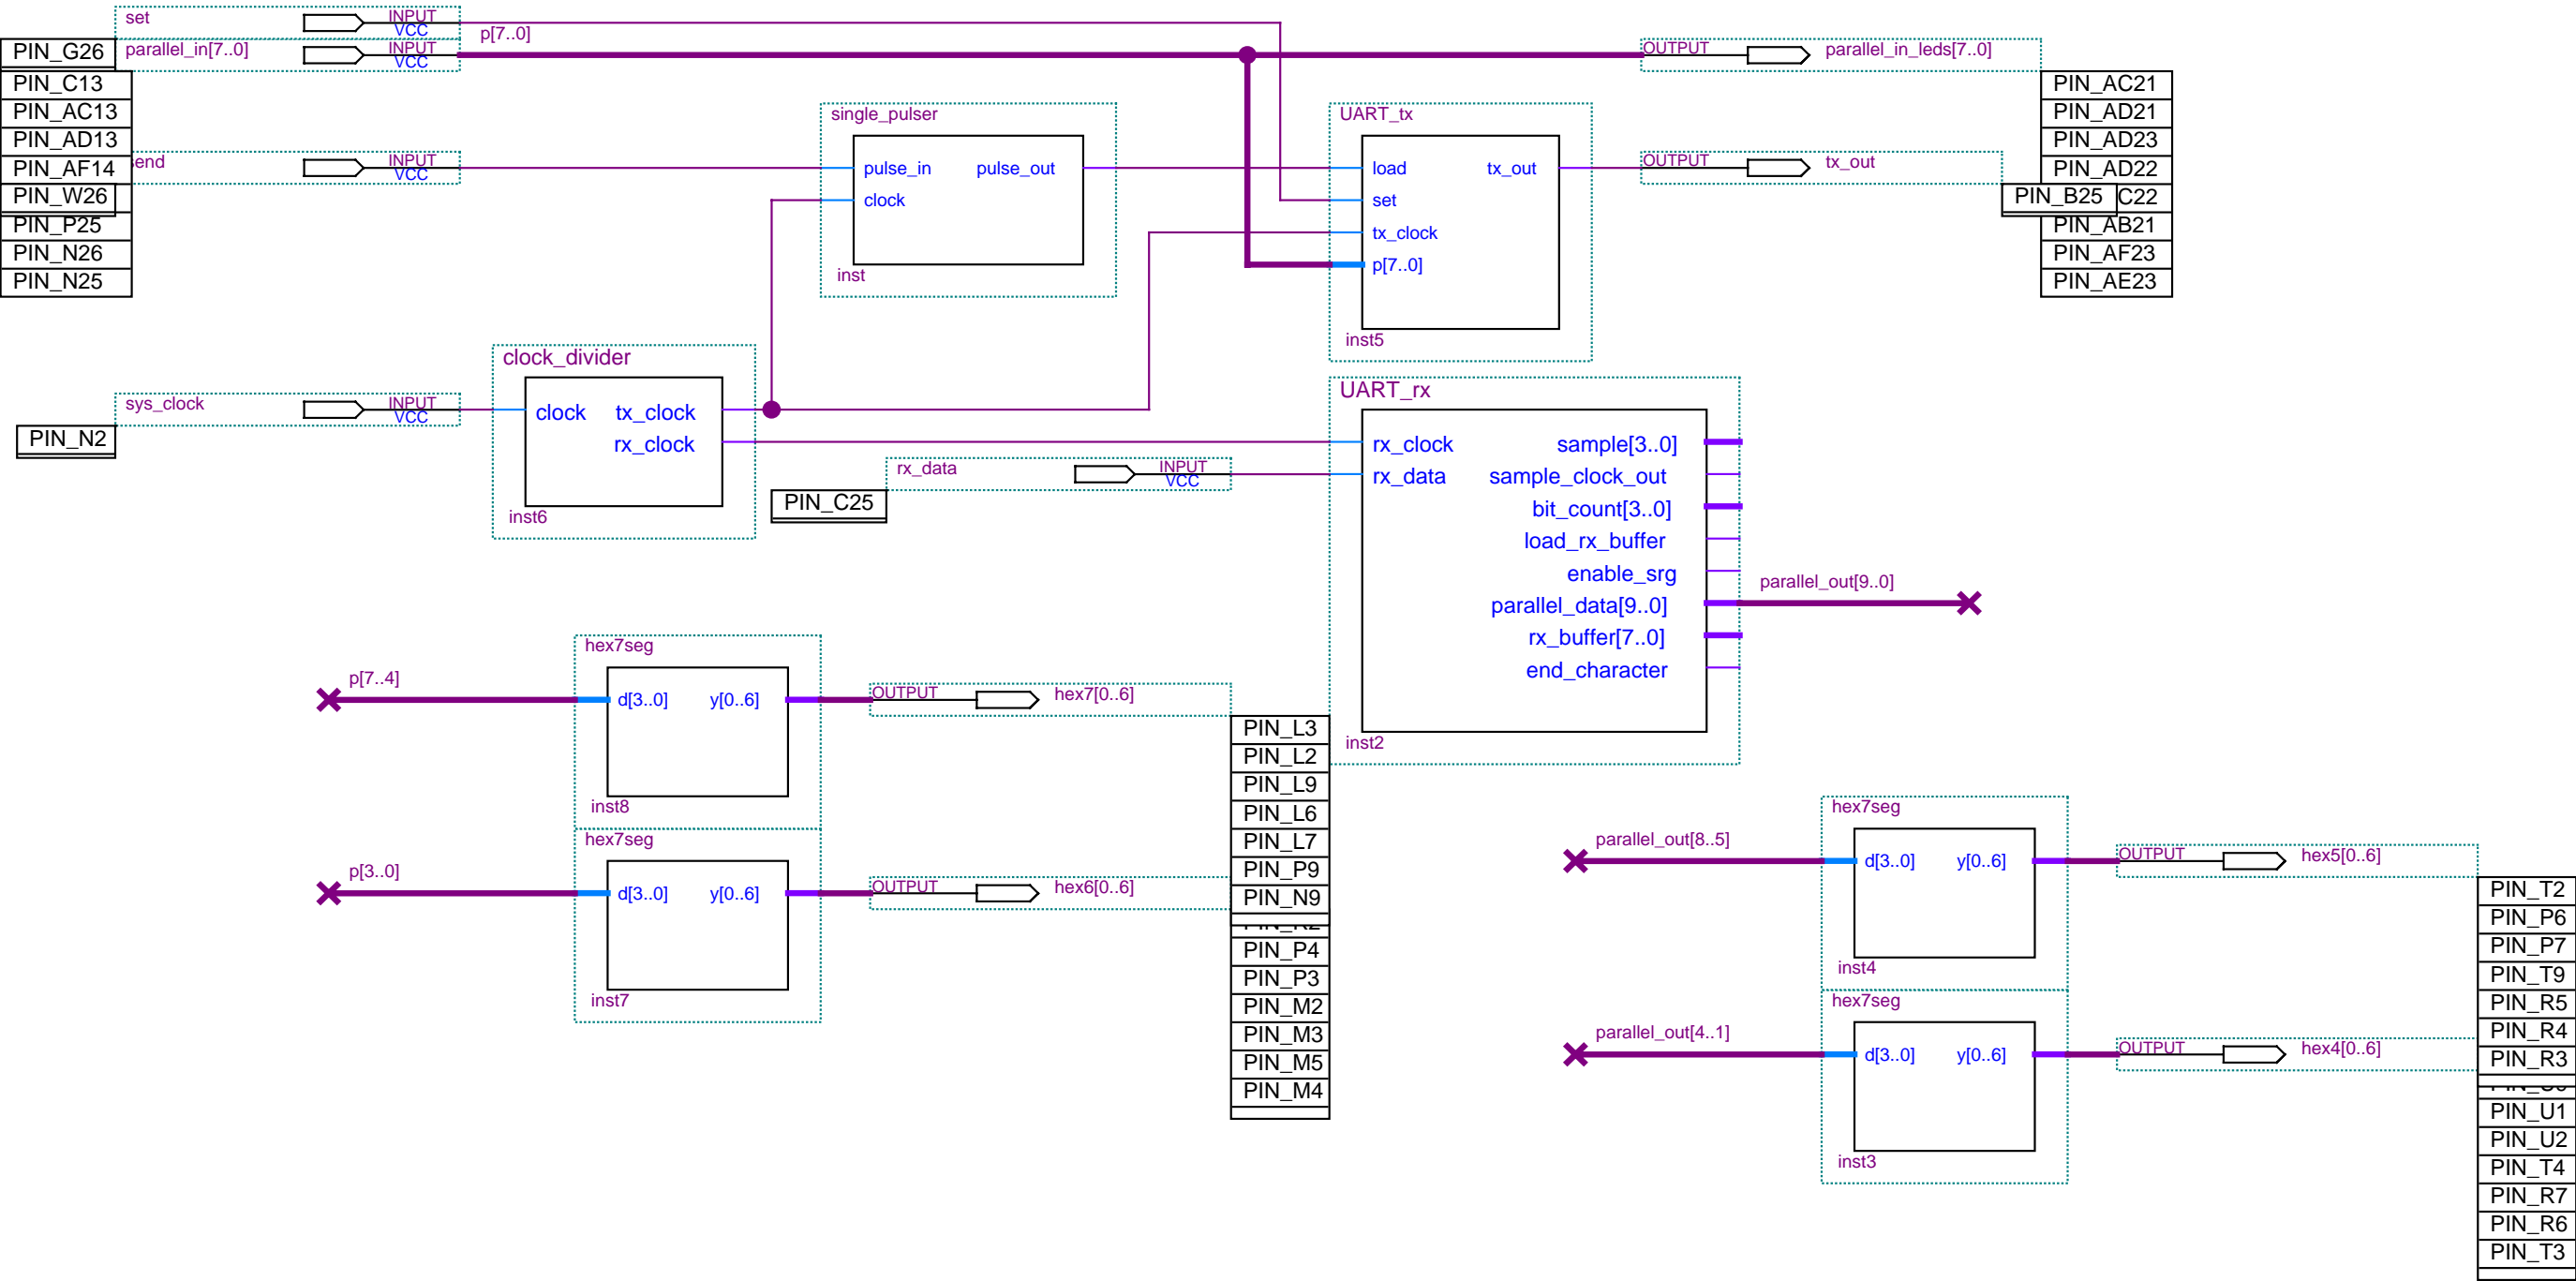 set
INPUT
VCC
p[7..0]
PIN_G26
parallel_in[7..0]
INPUT
VCC
OUTPUT
parallel_in_leds[7..0]
PIN_C13
PIN_AC13
PIN_AD13
PIN_AF14
PIN_W26
PIN_P25
PIN_N26
PIN_N25
INPUT
VCC
single_pulser
pulse_in
pulse_out
clock
inst
UART_tx
load
tx_out
set
tx_clock
p[7..0]
inst5
OUTPUT
tx_out
PIN_B25
PIN_AC21
PIN_AD21
PIN_AD23
PIN_AD22
C22
PIN_AB21
PIN_AF23
PIN_AE23
sys_clock
INPUT
VCC
PIN_N2
clock_divider
clock
tx_clock
rx_clock
inst6
rx_data
INPUT
VCC
PIN_C25
UART_rx
rx_clock
sample[3..0]
rx_data
sample_clock_out
bit_count[3..0]
load_rx_buffer
enable_srg
parallel_data[9..0]
rx_buffer[7..0]
end_character
inst2
parallel_out[9..0]
p[7..4]
hex7seg
d[3..0]
y[0..6]
inst8
OUTPUT
hex7[0..6]
PIN_L3
PIN_L2
PIN_L9
PIN_L6
PIN_L7
PIN_P9
PIN_N9
p[3..0]
hex7seg
d[3..0]
y[0..6]
inst7
OUTPUT
hex6[0..6]
PIN_P4
PIN_P3
PIN_M2
PIN_M3
PIN_M5
PIN_M4
parallel_out[8..5]
hex7seg
d[3..0]
y[0..6]
inst4
OUTPUT
hex5[0..6]
PIN_T2
PIN_P6
PIN_P7
PIN_T9
PIN_R5
PIN_R4
PIN_R3
parallel_out[4..1]
hex7seg
d[3..0]
y[0..6]
inst3
OUTPUT
hex4[0..6]
PIN_U1
PIN_U2
PIN_T4
PIN_R7
PIN_R6
PIN_T3